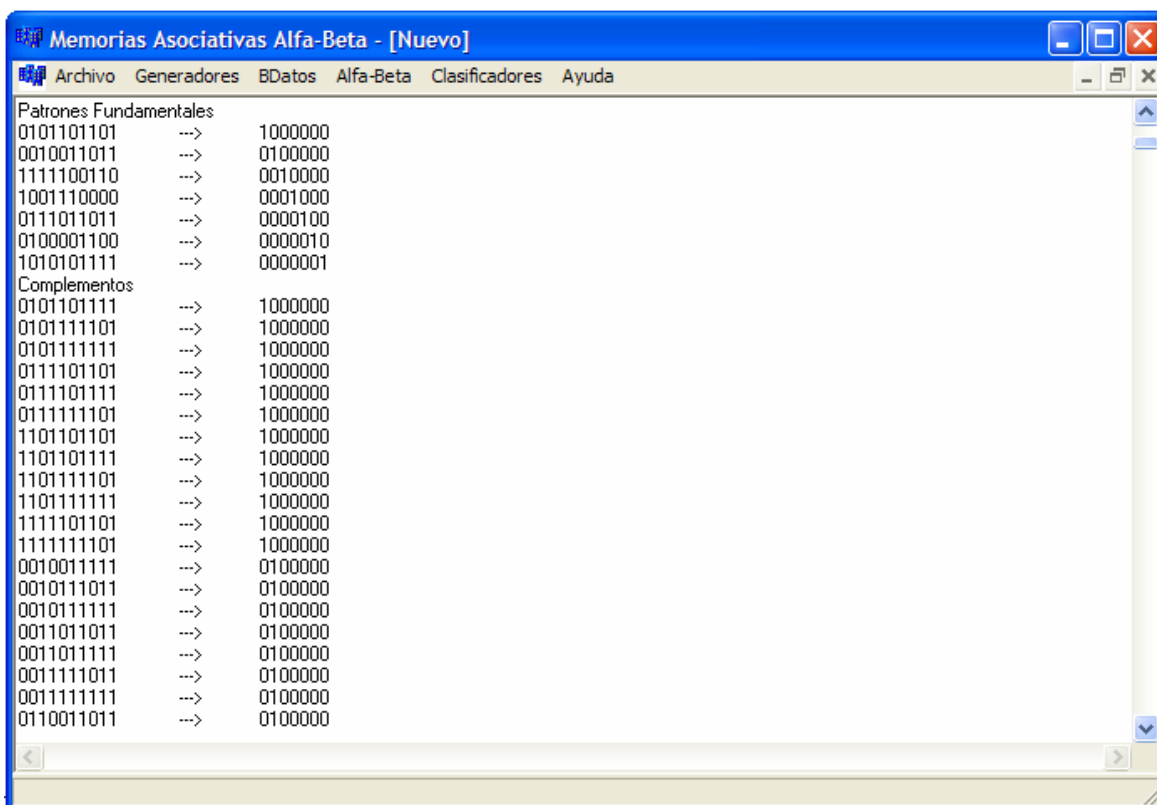 Memorias Asociativas Alfa-Beta - [Nuevo]
Archivo Generadores BDatos Alfa-Beta Clasificadores Ayuda
Patrones Fundamentales
0101101101 ---> 1000000
0010011011 ---> 0100000
1111100110 ---> 0010000
1001110000 ---> 0001000
0111011011 ---> 0000100
0100001100 ---> 0000010
1010101111 ---> 0000001
Complementos
0101101111 ---> 1000000
0101111101 ---> 1000000
0101111111 ---> 1000000
0111101101 ---> 1000000
0111101111 ---> 1000000
0111111101 ---> 1000000
1101101101 ---> 1000000
1101101111 ---> 1000000
1101111101 ---> 1000000
1101111111 ---> 1000000
1111101101 ---> 1000000
1111111101 ---> 1000000
0010011111 ---> 0100000
0010111011 ---> 0100000
0010111111 ---> 0100000
0011011011 ---> 0100000
0011011111 ---> 0100000
0011111011 ---> 0100000
0011111111 ---> 0100000
0110011011 ---> 0100000